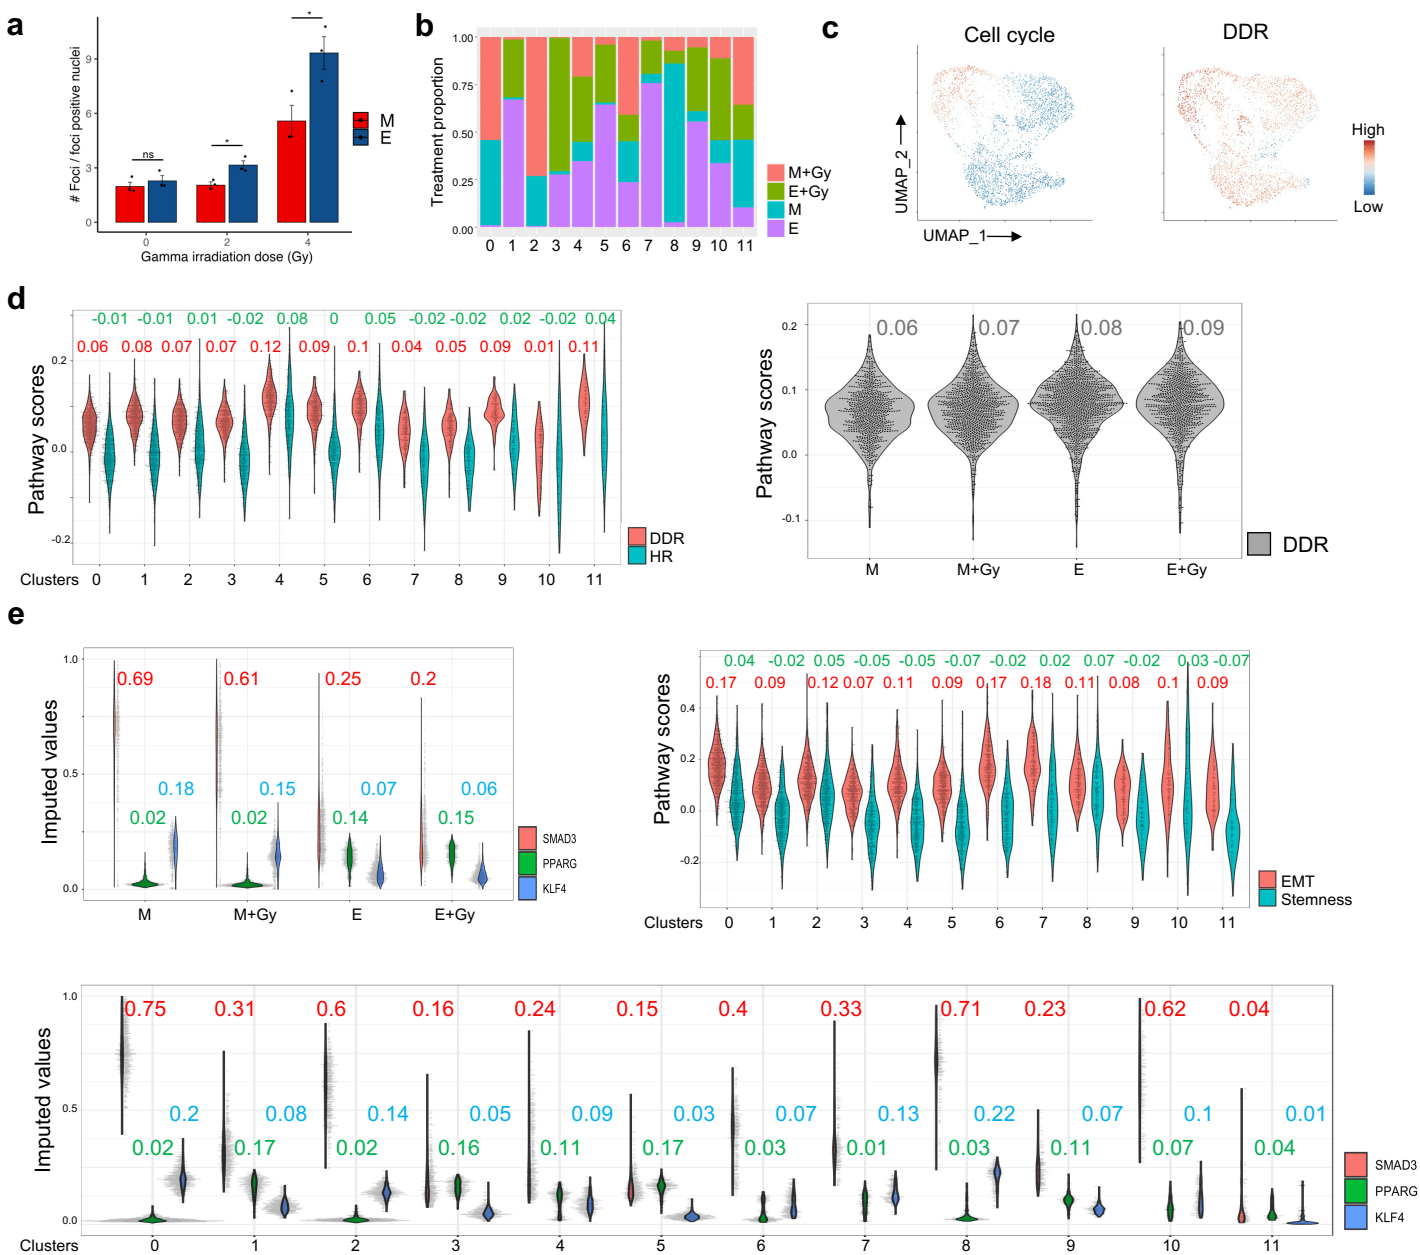 a
# Foci / foci positive nuclei
9
6
3
0
ns
*
*
0
2
4
Gamma irradiation dose (Gy)
M
E
b
Treatment proportion
1.00
0.75
0.50
0.25
0.00
0 1 2 3 4 5 6 7 8 9 10 11
M+Gy
E+Gy
M
E
c
Cell cycle
DDR
UMAP_2
UMAP_1
High
Low
d
Pathway scores
-0.01 -0.01 0.01 -0.02 0.08 0 0.05 -0.02 -0.02 0.02 -0.02 0.04
0.06 0.08 0.07 0.07 0.12 0.09 0.1 0.04 0.05 0.09 0.01 0.11
0.2
0.0
-0.2
DDR
HR
Clusters 0 1 2 3 4 5 6 7 8 9 10 11
Pathway scores
0.2
0.1
0.0
-0.1
0.06 0.07 0.08 0.09
DDR
M M+Gy E E+Gy
e
Imputed values
1.0
0.5
0.0
0.69 0.61 0.25 0.2
0.18 0.15 0.07 0.06
0.02 0.02 0.14 0.15
SMAD3
PPARG
KLF4
M M+Gy E E+Gy
Pathway scores
0.04 -0.02 0.05 -0.05 -0.05 -0.07 -0.02 0.02 0.07 -0.02 0.03 -0.07
0.17 0.09 0.12 0.07 0.11 0.09 0.17 0.18 0.11 0.08 0.1 0.09
0.4
0.2
0.0
-0.2
EMT
Stemness
Clusters 0 1 2 3 4 5 6 7 8 9 10 11
Imputed values
1.0
0.5
0.0
0.75 0.31 0.6 0.16 0.24 0.15 0.4 0.33 0.71 0.23 0.62 0.04
0.2 0.08 0.14 0.05 0.09 0.03 0.07 0.13 0.22 0.07 0.1 0.01
0.02 0.17 0.02 0.16 0.11 0.17 0.03 0.01 0.03 0.11 0.07 0.04
SMAD3
PPARG
KLF4
Clusters 0 1 2 3 4 5 6 7 8 9 10 11